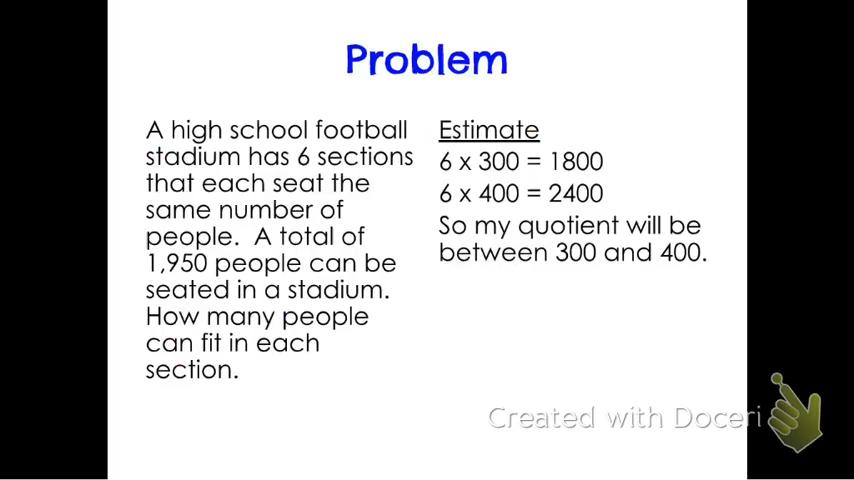 Problem
A high school football
stadium has 6 sections
that each seat the
same number of
people.  A total of
1,950 people can be
seated in a stadium.
How many people
can fit in each
section.
Estimate
6 x 300 = 1800
6 x 400 = 2400
So my quotient will be
between 300 and 400.
Created with Doceri